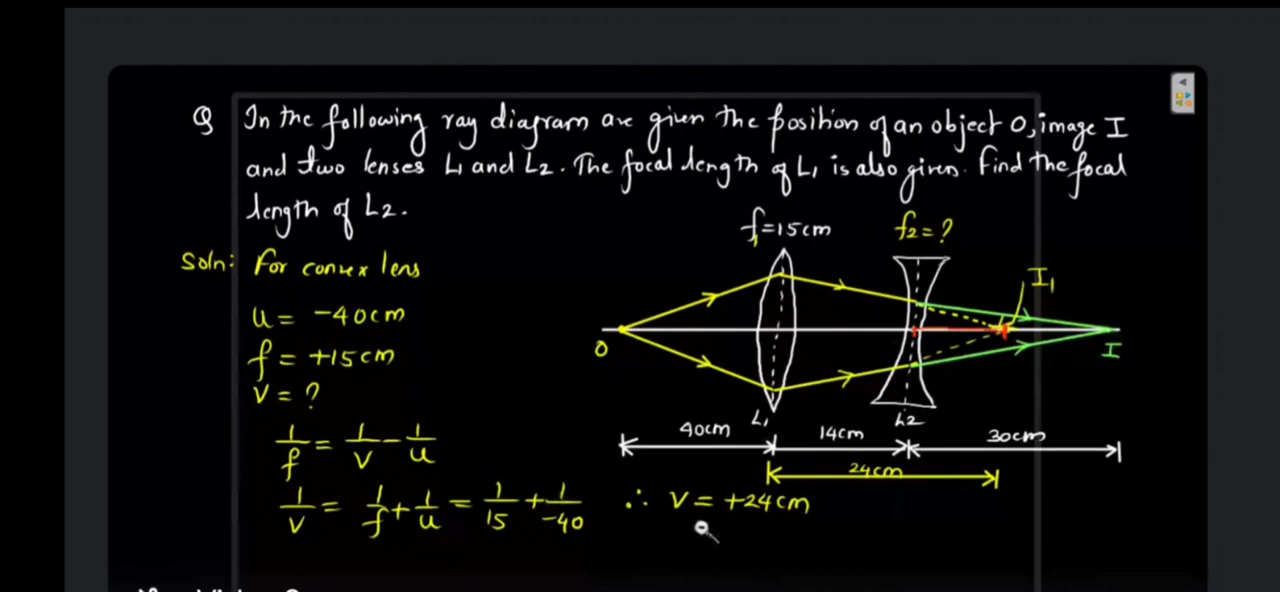 Q In the following ray diagram are given the position of an object O, image I
and two lenses L1 and L2. The focal length of L1 is also given. Find the focal
length of L2.
f1=15cm f2=?
Soln: For convex lens
I1
u = -40cm
f = +15cm
O I
v = ?
L1 L2
40cm 14cm 30cm
1/f = 1/v - 1/u
24cm
1/v = 1/f + 1/u = 1/15 + 1/-40 ∴ v = +24cm